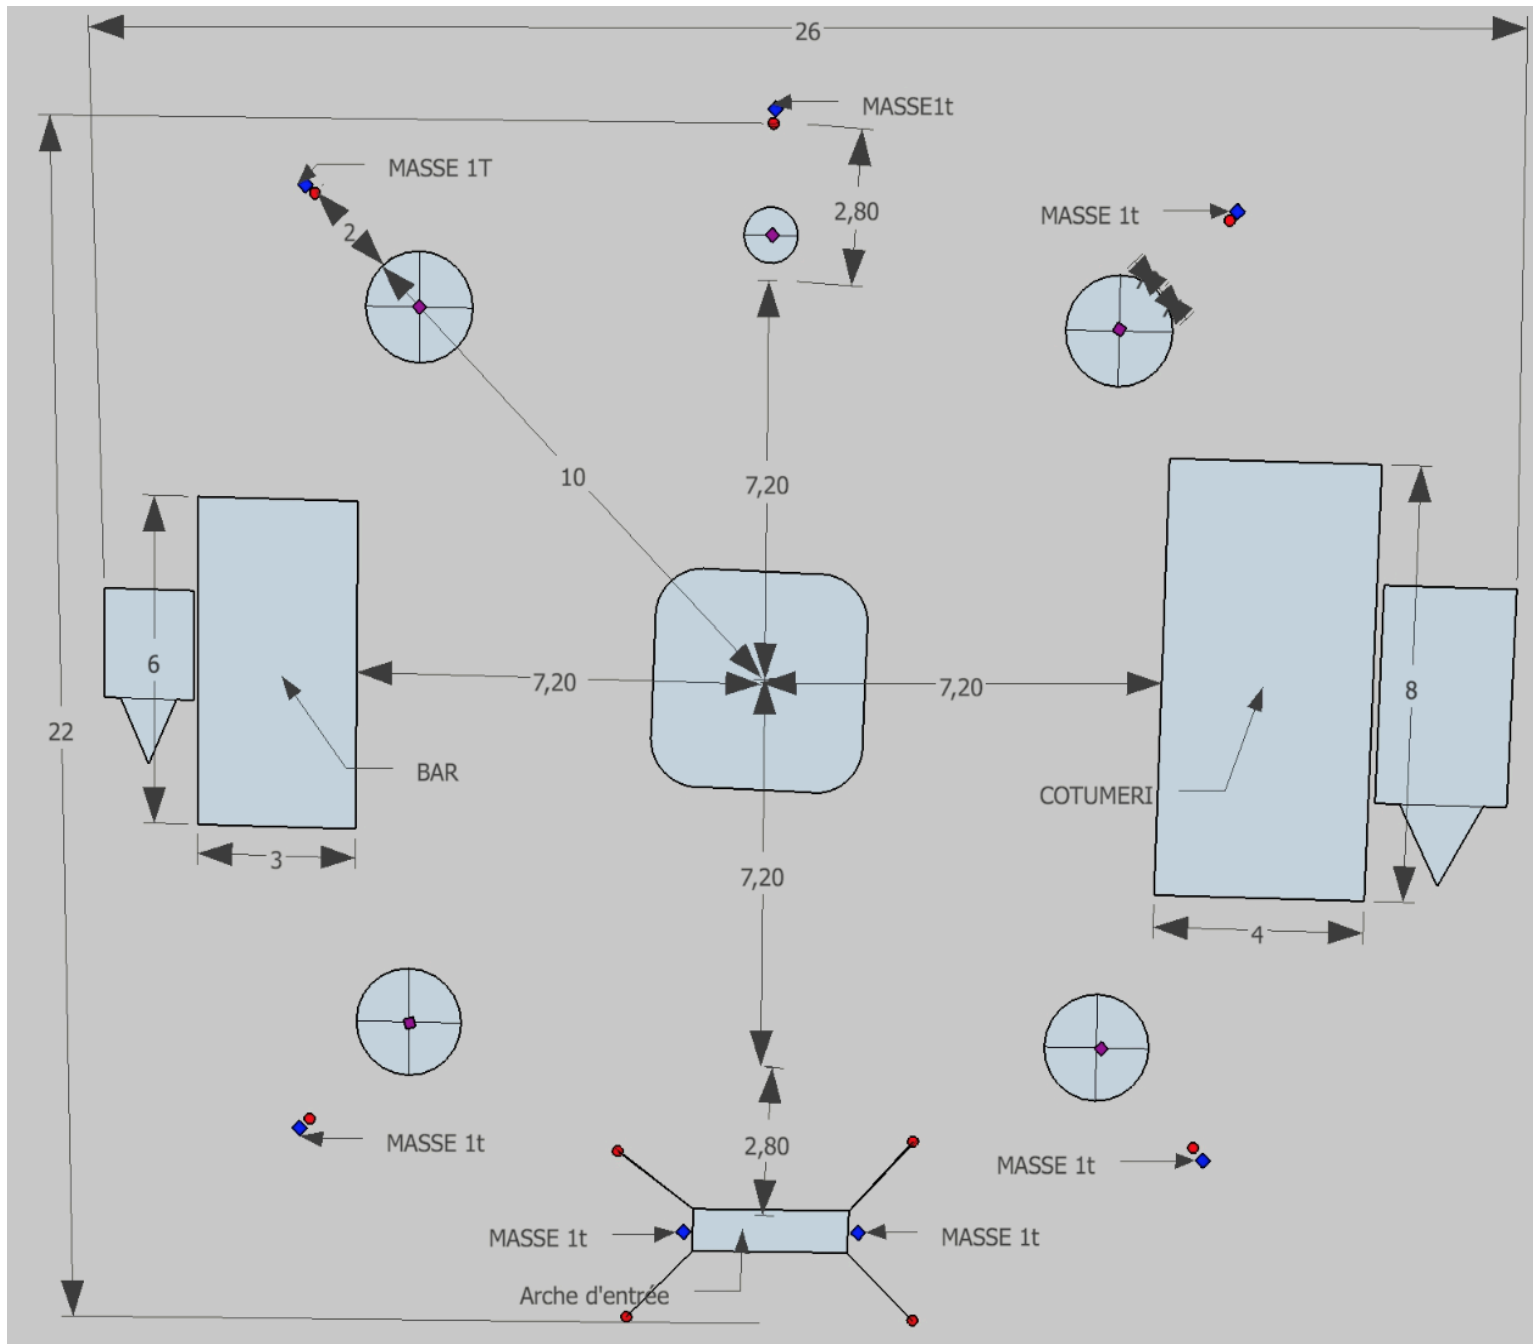 26
MASSE1t
MASSE 1T
2,80
MASSE 1t
2
10
7,20
6
7,20
7,20
8
22
BAR
COTUMERI
3
7,20
4
2,80
MASSE 1t
MASSE 1t
MASSE 1t
MASSE 1t
Arche d'entrée